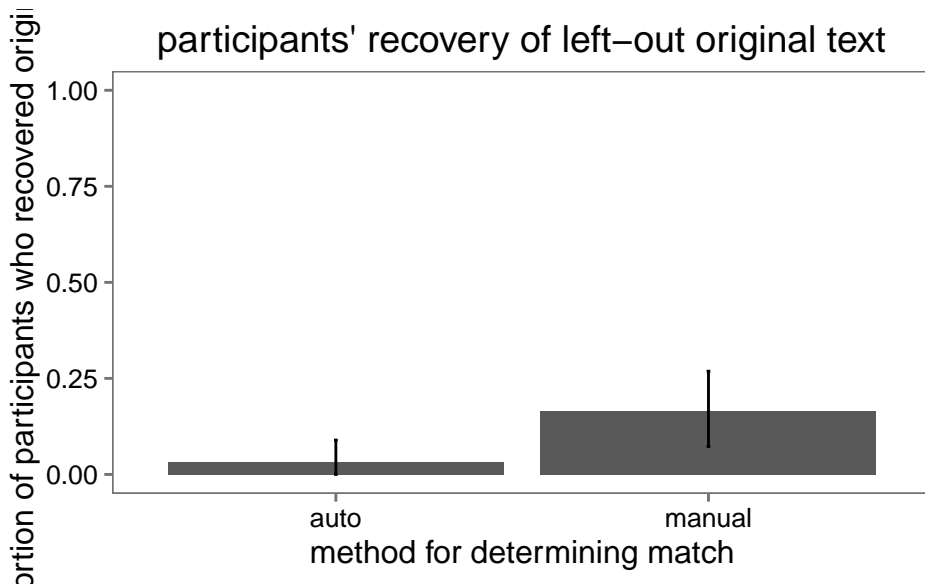 participants' recovery of left−out original text
ortion of participants who recovered origi
1.00
0.75
0.50
0.25
0.00
auto manual
method for determining match